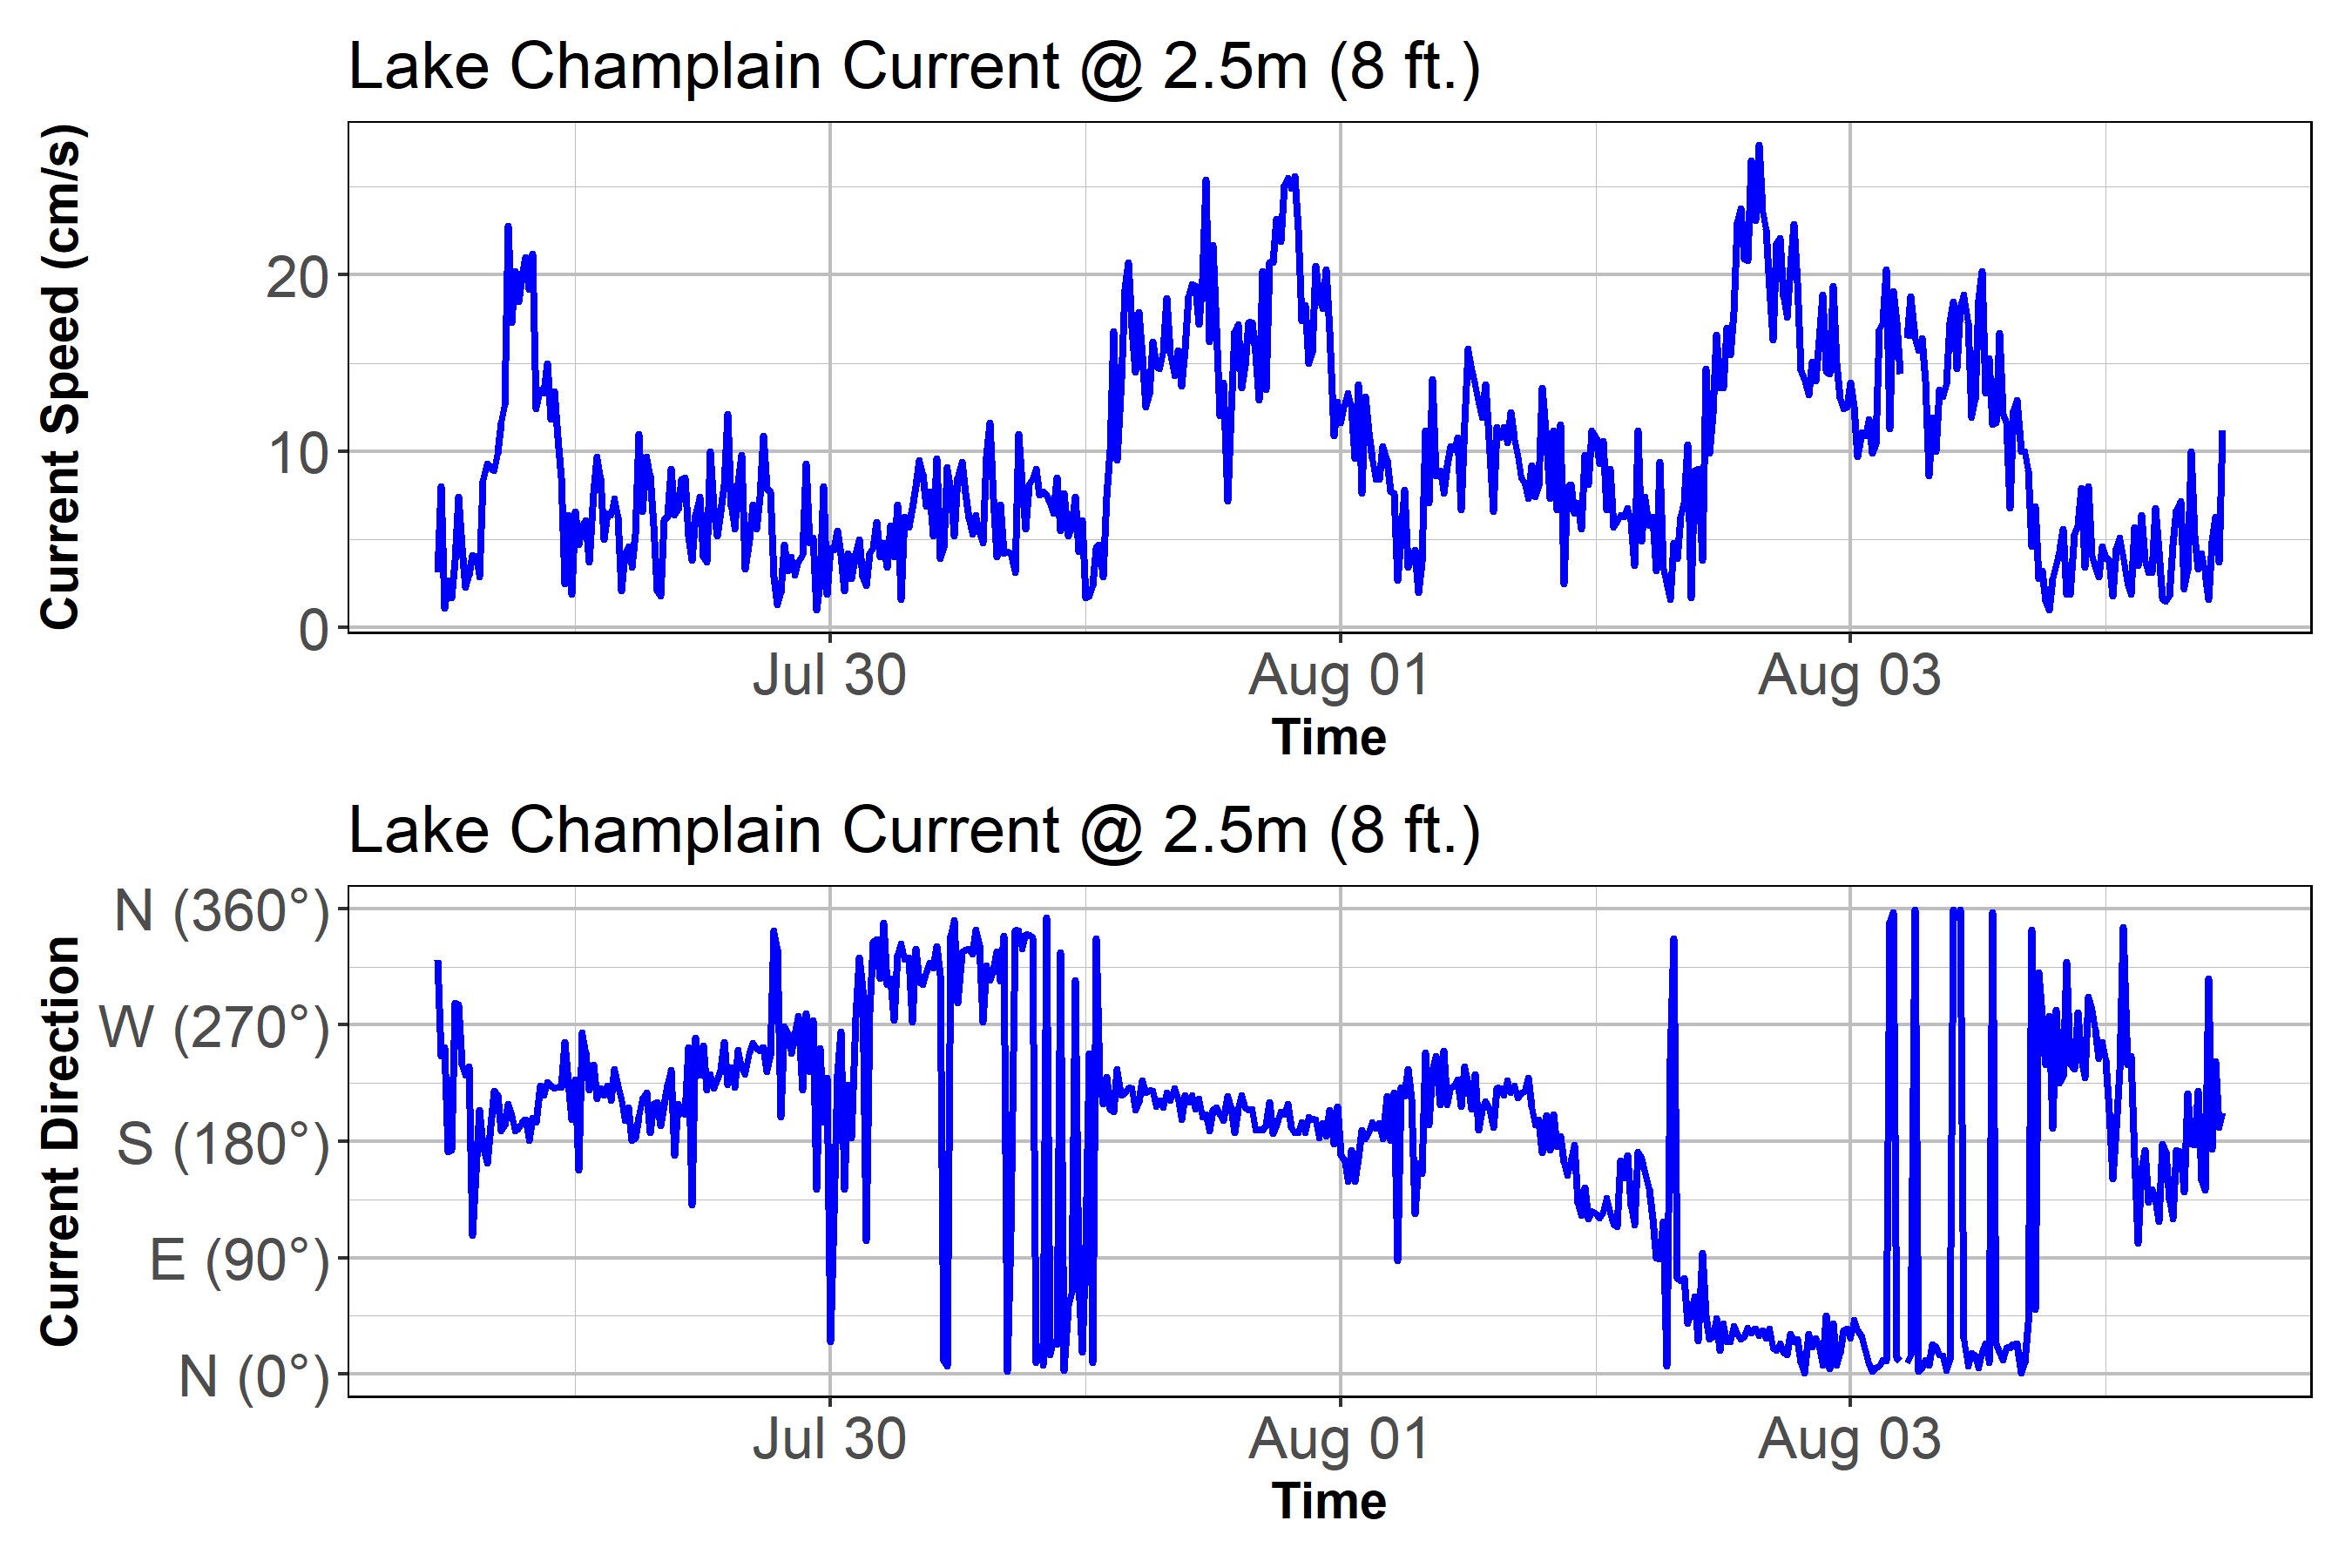 Lake Champlain Current @ 2.5m (8 ft.)
Current Speed (cm/s)
20
10
0
Jul 30 Aug 01 Aug 03
Time
Lake Champlain Current @ 2.5m (8 ft.)
Current Direction
N (360°)
W (270°)
S (180°)
E (90°)
N (0°)
Jul 30 Aug 01 Aug 03
Time